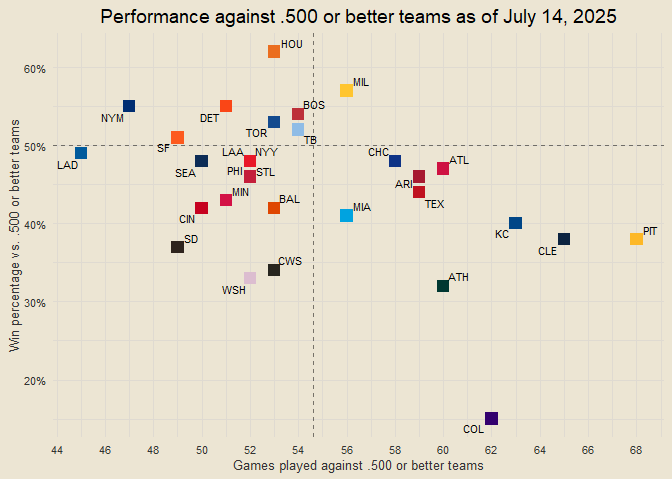 Performance against .500 or better teams as of July 14, 2025
Win percentage vs. .500 or better teams
60%
50%
40%
30%
20%
HOU
MIL
NYM
DET
BOS
TOR
TB
SF
LAD
SEA
LAA
NYY
CHC
ATL
PHI
STL
ARI
TEX
MIN
CIN
BAL
MIA
KC
PIT
CLE
SD
CWS
WSH
ATH
COL
44 46 48 50 52 54 56 58 60 62 64 66 68
Games played against .500 or better teams